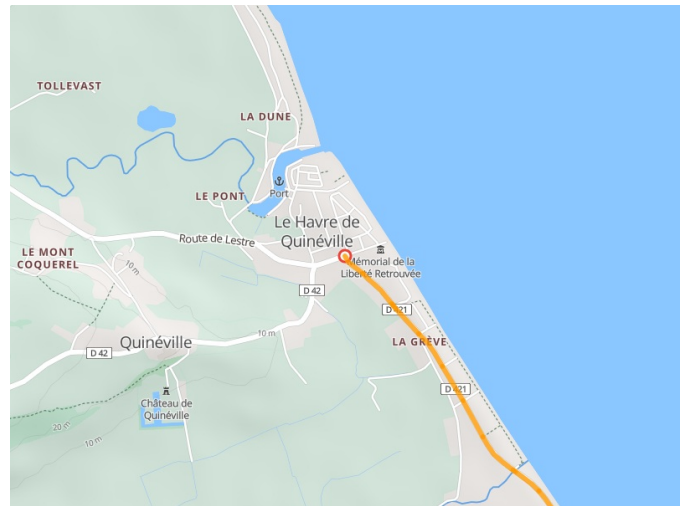 TOLLEVAST
LA DUNE
Port
LE PONT
Le Havre de
Quinéville
Route de Lestre
LE MONT
COQUEREL
10 m
Mémorial de la
Liberté Retrouvée
D 42
D 421
10 m
Quinéville
D 42
LA GRÈVE
D 421
Château de
Quinéville
20 m
10 m